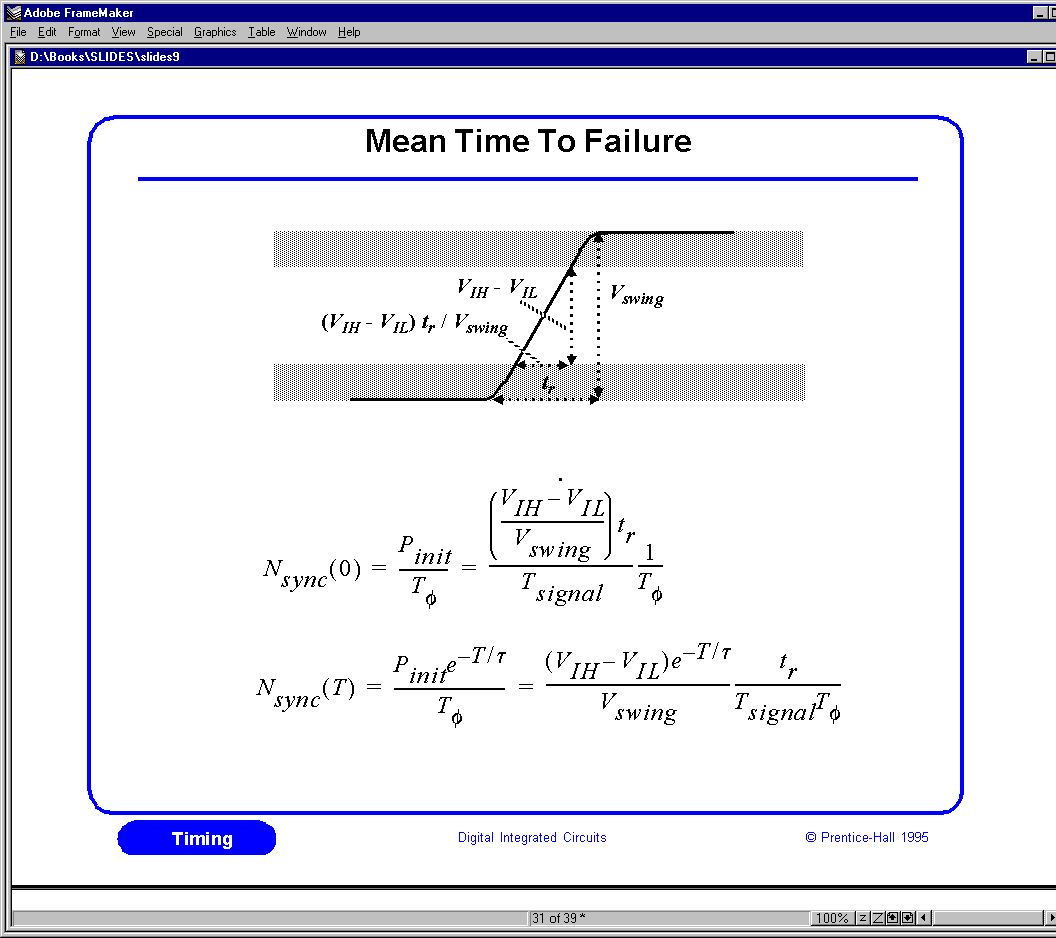 Adobe FrameMaker
File Edit Format View Special Graphics Table Window Help
D:\Books\SLIDES\slides9
Mean Time To Failure
V_IH - V_IL
V_swing
(V_IH - V_IL) t_r / V_swing
t_r
N_sync(0) = P_init / T_ϕ = ((V_IH − V_IL) / V_swing) t_r / T_signal 1 / T_ϕ
N_sync(T) = P_init e^−T/τ / T_ϕ = (V_IH − V_IL)e^−T/τ / V_swing t_r / T_signal T_ϕ
Timing
Digital Integrated Circuits
© Prentice-Hall 1995
31 of 39 *
100% z Z